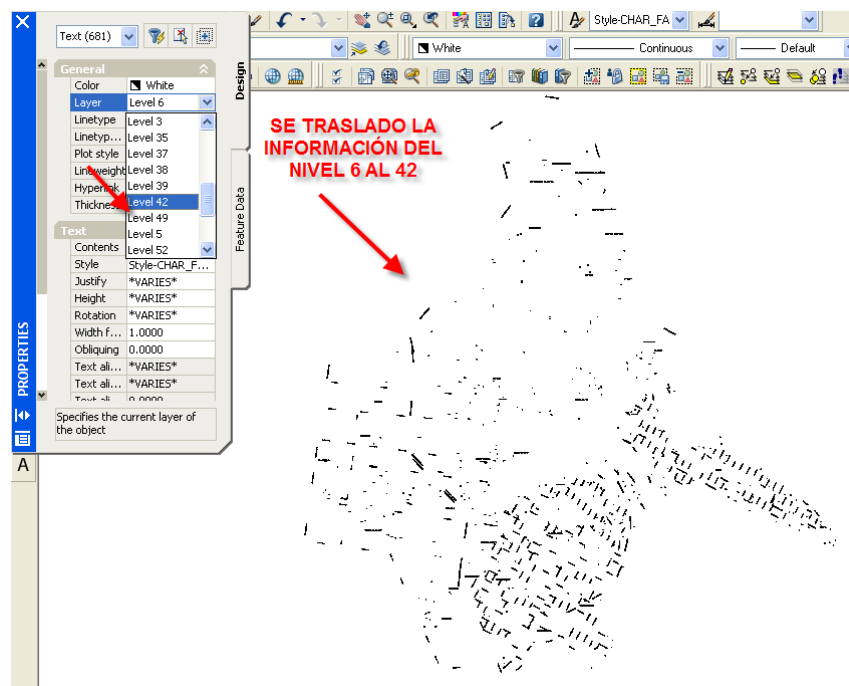 Text (681)
Style-CHAR_FA
White
Continuous
Default
General
Color White
Layer Level 6
Linetype Level 3
Linetyp... Level 35
Plot style Level 37
Lineweight Level 38
Hyperlink Level 39
Thickness Level 42
Level 49
Text Level 5
Contents Level 52
Style Style-CHAR_F...
Justify *VARIES*
Height *VARIES*
Rotation *VARIES*
Width f... 1.0000
Obliquing 0.0000
Text ali... *VARIES*
Text ali... *VARIES*
Text ali 0.0000
Specifies the current layer of
the object
PROPERTIES
Design
Feature Data
A
SE TRASLADO LA
INFORMACIÓN DEL
NIVEL 6 AL 42